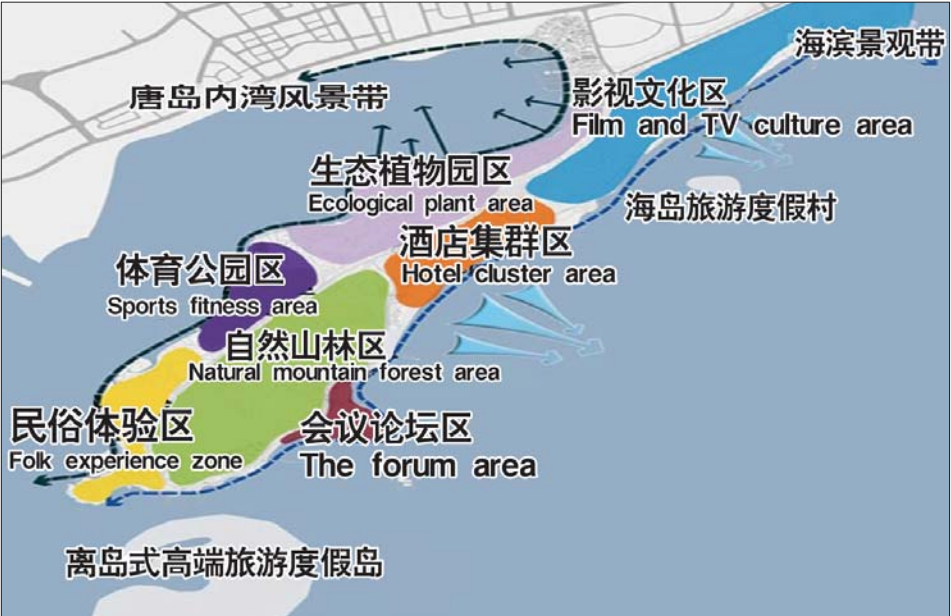 海滨景观带
唐岛内湾风景带
影视文化区
Film and TV culture area
生态植物园区
Ecological plant area
海岛旅游度假村
酒店集群区
Hotel cluster area
体育公园区
Sports fitness area
自然山林区
Natural mountain forest area
民俗体验区
Folk experience zone
会议论坛区
The forum area
离岛式高端旅游度假岛